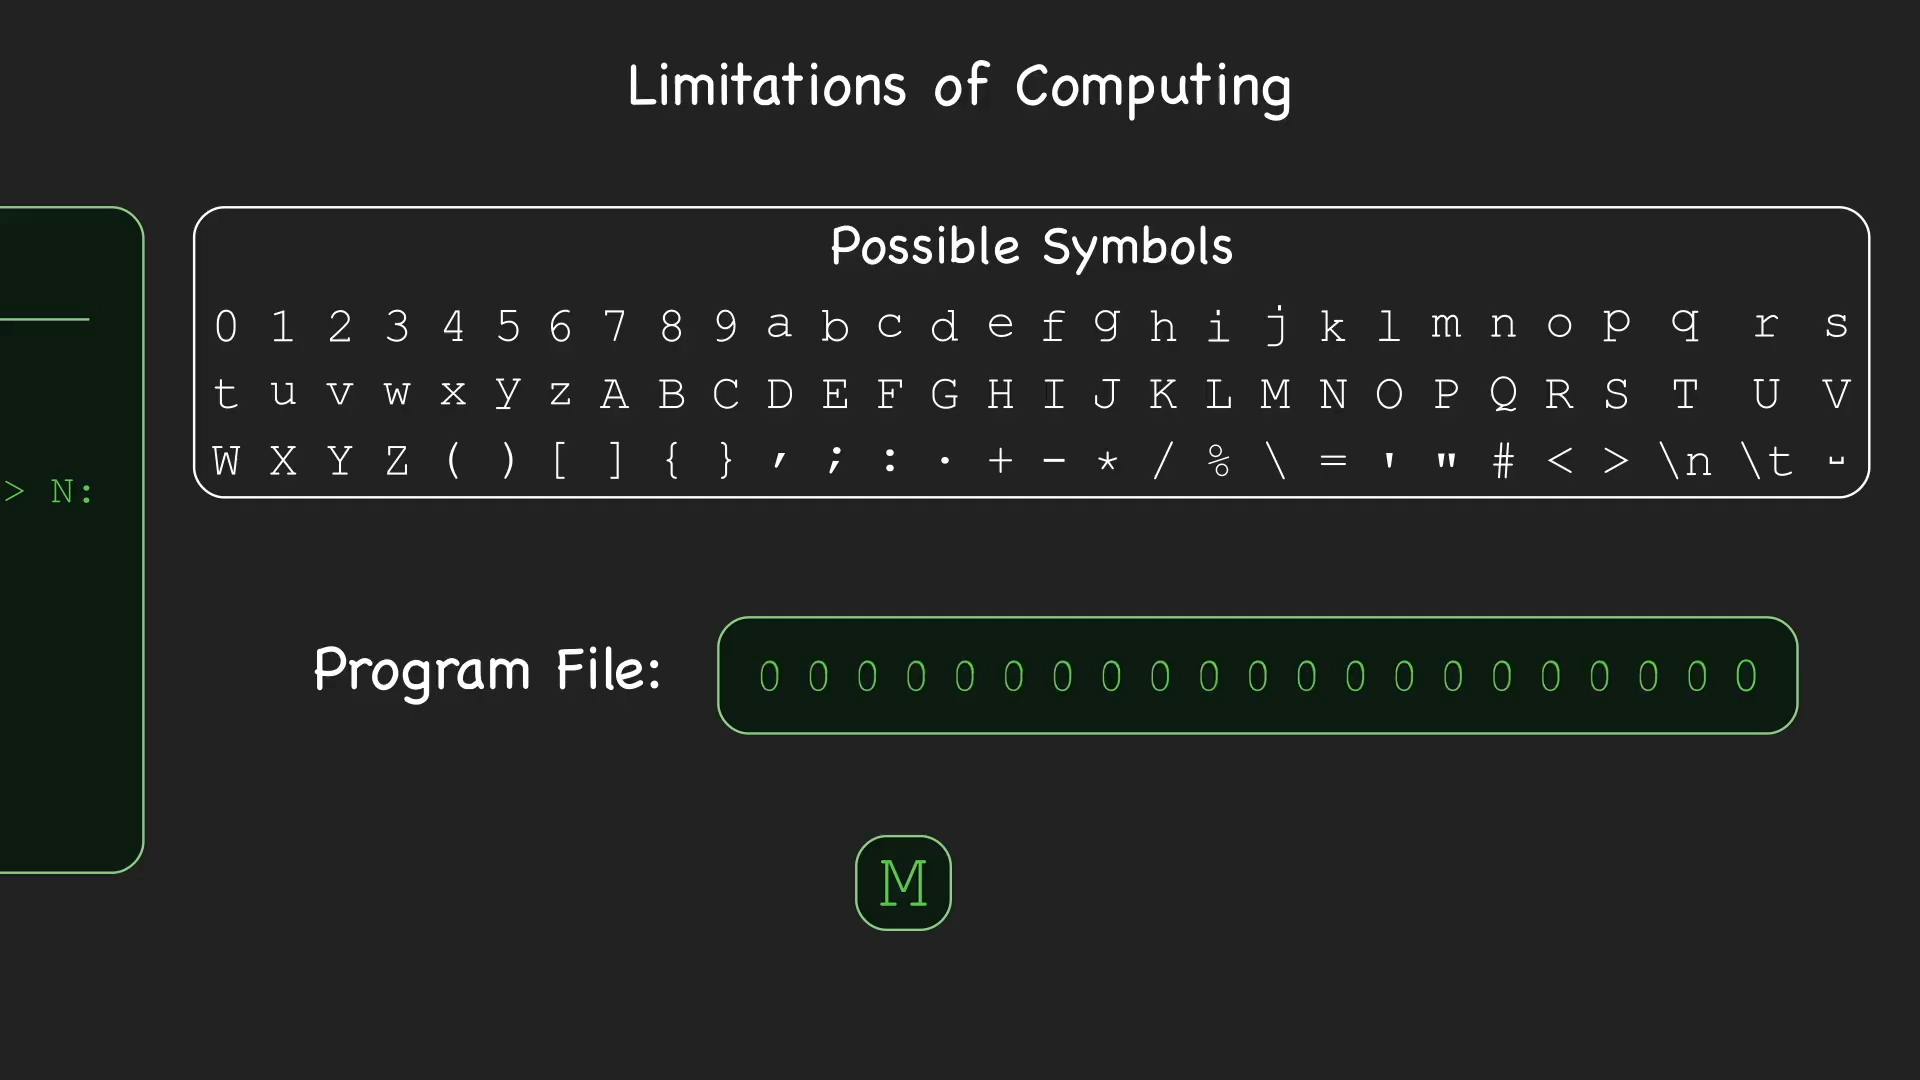 Limitations of Computing
Possible Symbols
0 1 2 3 4 5 6 7 8 9 a b c d e f g h i j k l m n o p q r s
t u v w x y z A B C D E F G H I J K L M N O P Q R S T U V
W X Y Z ( ) [ ] { } , ; : · + - * / % \ = ' " # < > \n \t ␣
> N:
Program File: 0 0 0 0 0 0 0 0 0 0 0 0 0 0 0 0 0 0 0 0 0
M